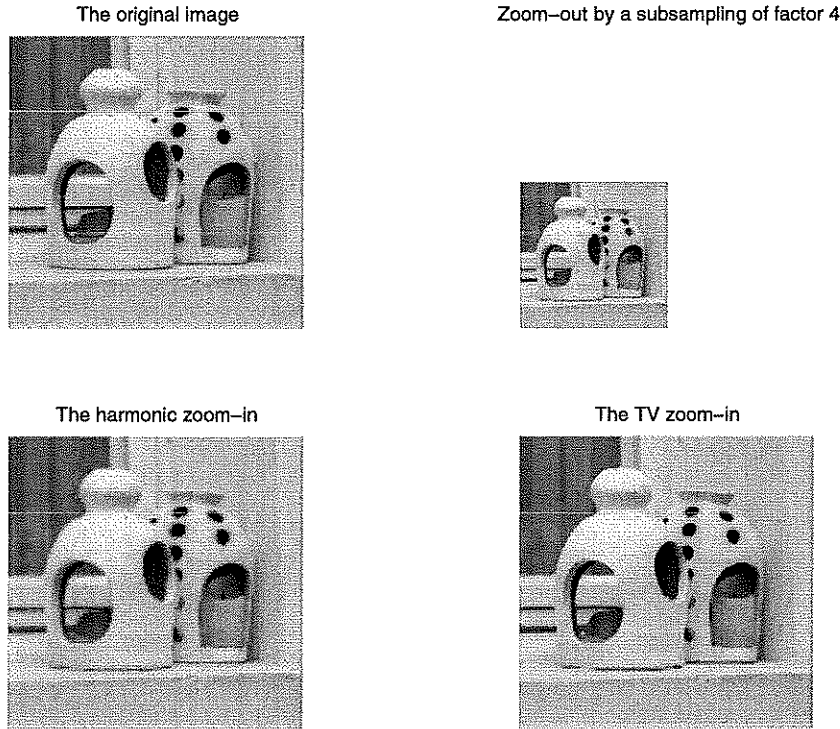 The original image
Zoom–out by a subsampling of factor 4
The harmonic zoom–in
The TV zoom–in